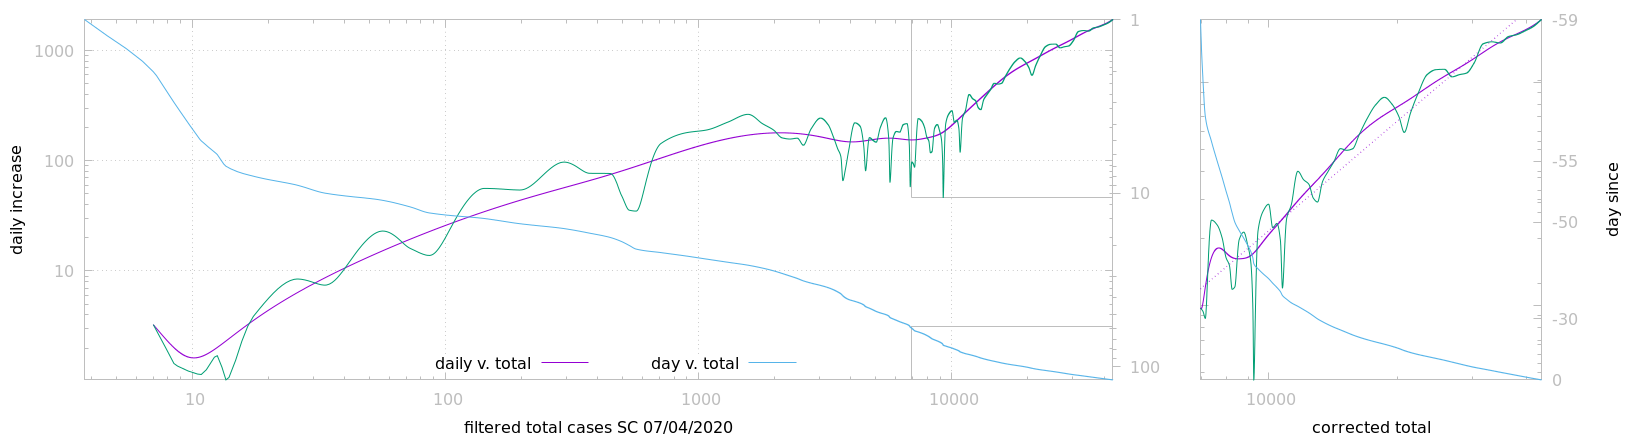 1000
100
10
daily increase
daily v. total
day v. total
10
100
1000
10000
filtered total cases SC 07/04/2020
1
10
100
-59
-55
-50
-30
0
day since
10000
corrected total